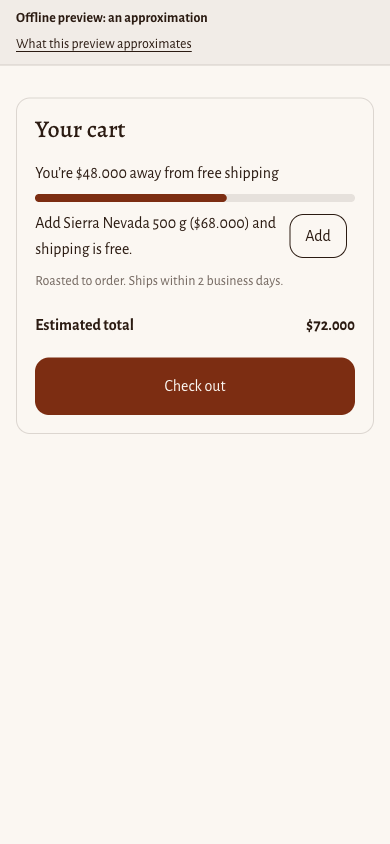 Offline preview: an approximation
What this preview approximates
Your cart
You're $48.000 away from free shipping
Add Sierra Nevada 500 g ($68.000) and
shipping is free.
Add
Roasted to order. Ships within 2 business days.
Estimated total $72.000
Check out